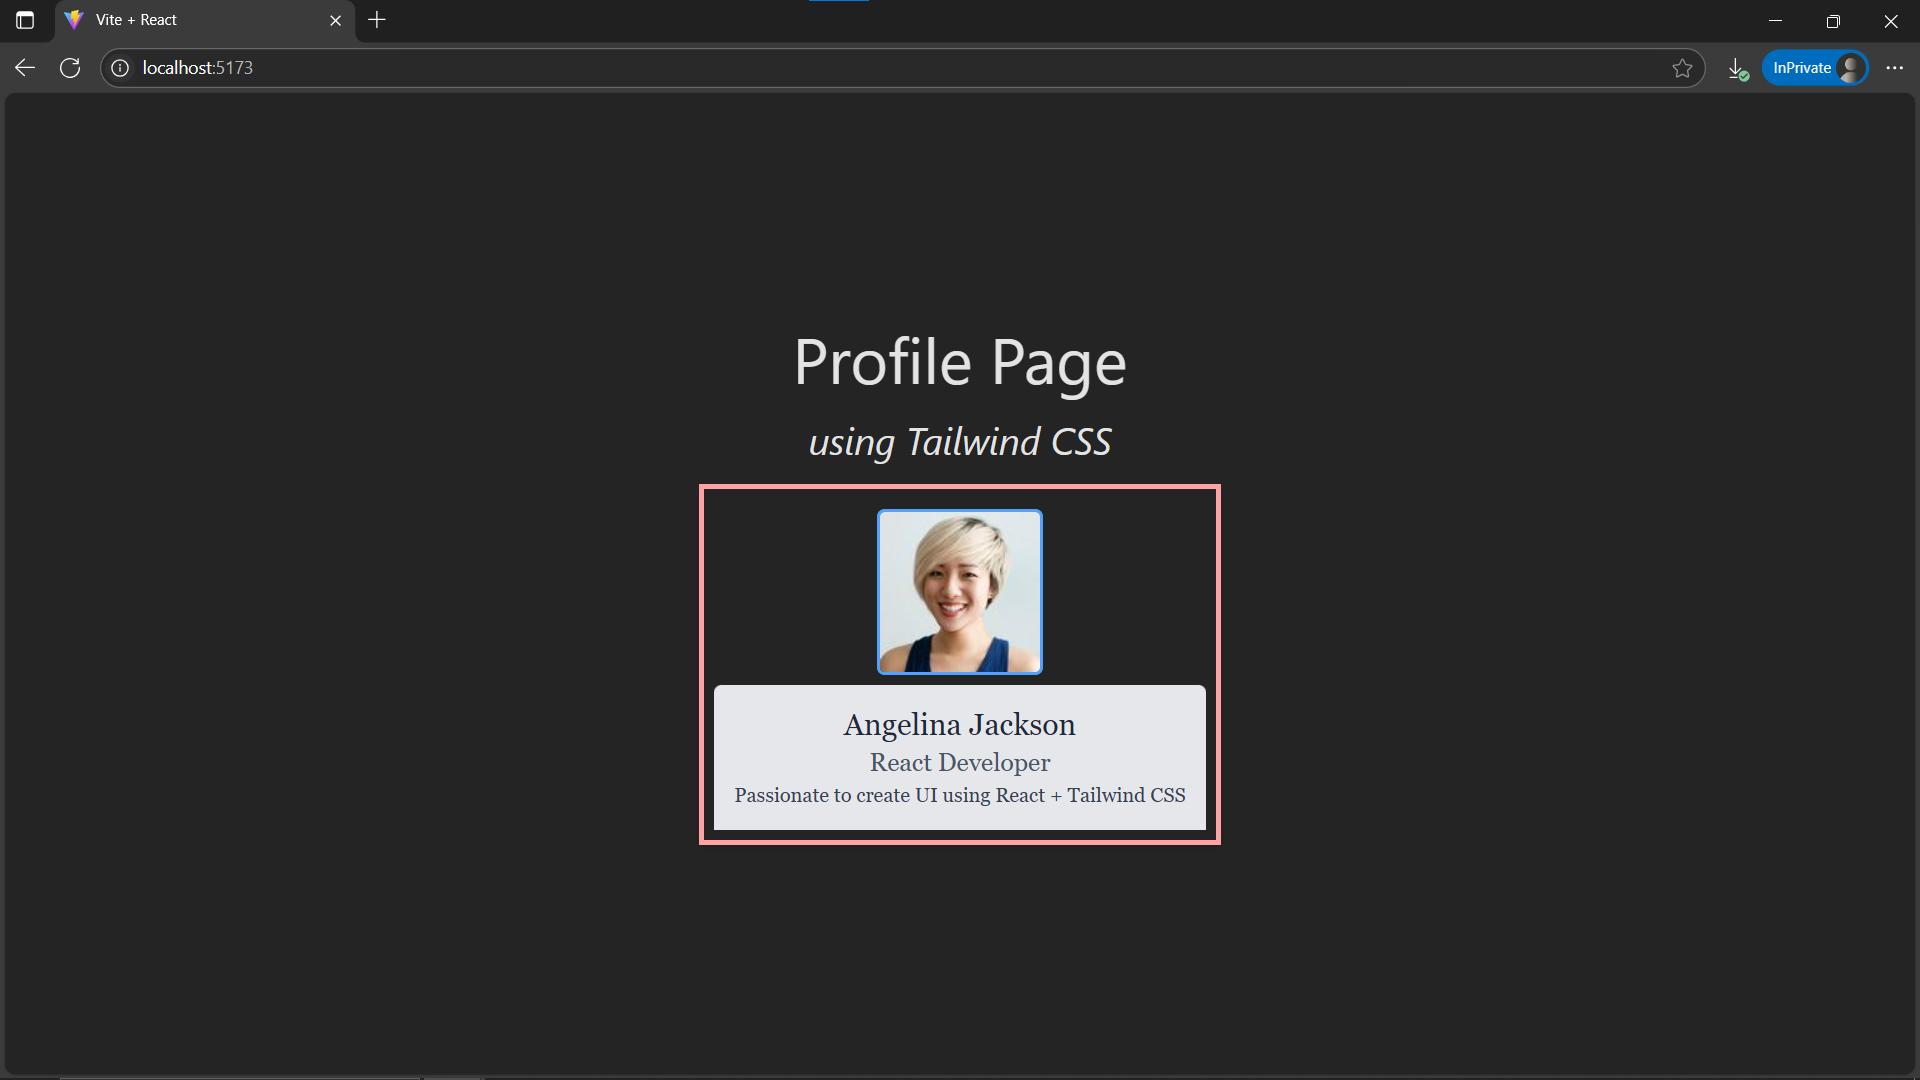 Vite + React
localhost:5173
InPrivate
Profile Page
using Tailwind CSS
Angelina Jackson
React Developer
Passionate to create UI using React + Tailwind CSS